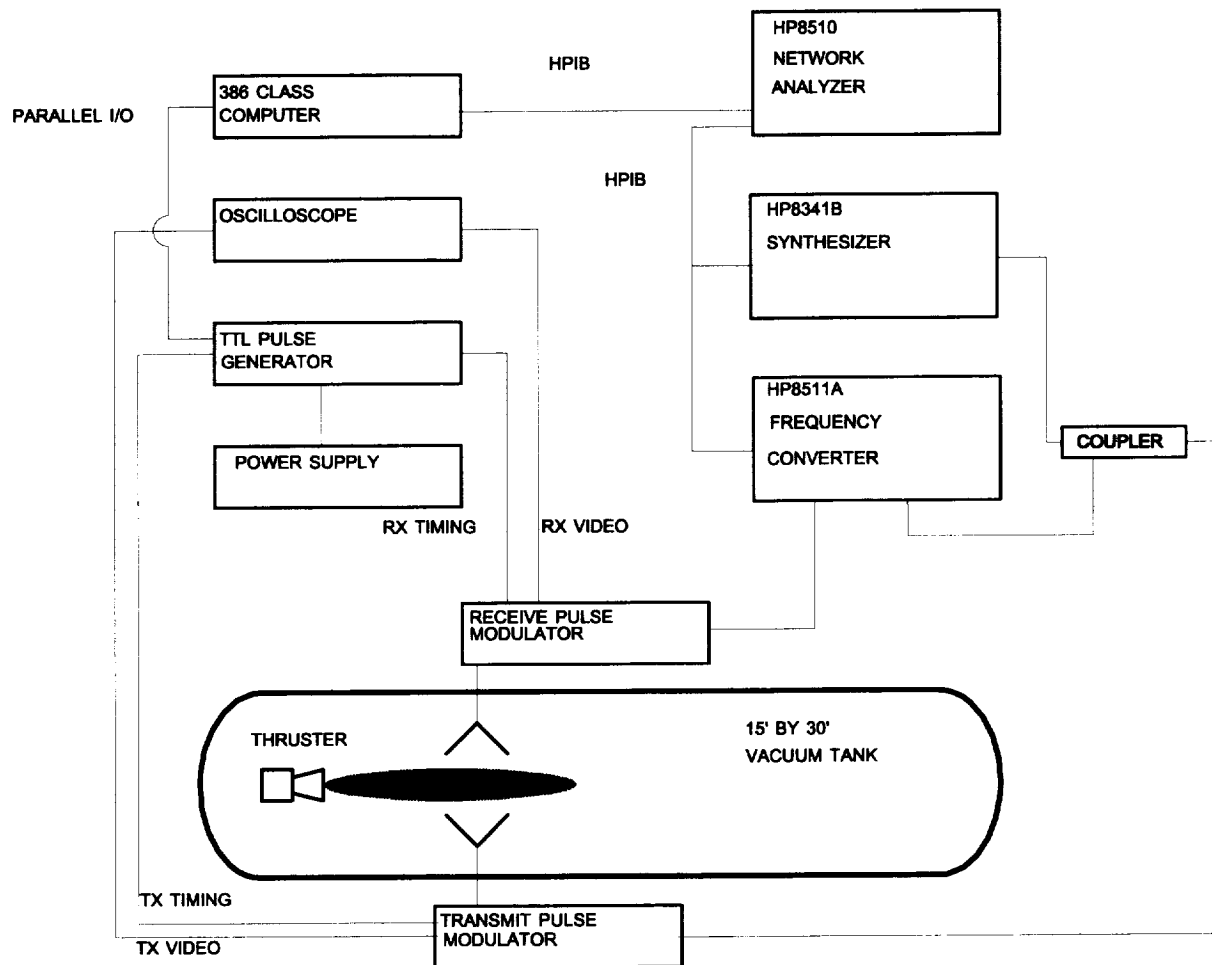 HP8510
NETWORK
ANALYZER
HPIB
386 CLASS
COMPUTER
PARALLEL I/O
HPIB
OSCILLOSCOPE
HP8341B
SYNTHESIZER
TTL PULSE
GENERATOR
HP8511A
FREQUENCY
CONVERTER
COUPLER
POWER SUPPLY
RX TIMING
RX VIDEO
RECEIVE PULSE
MODULATOR
THRUSTER
15' BY 30'
VACUUM TANK
TX TIMING
TRANSMIT PULSE
MODULATOR
TX VIDEO